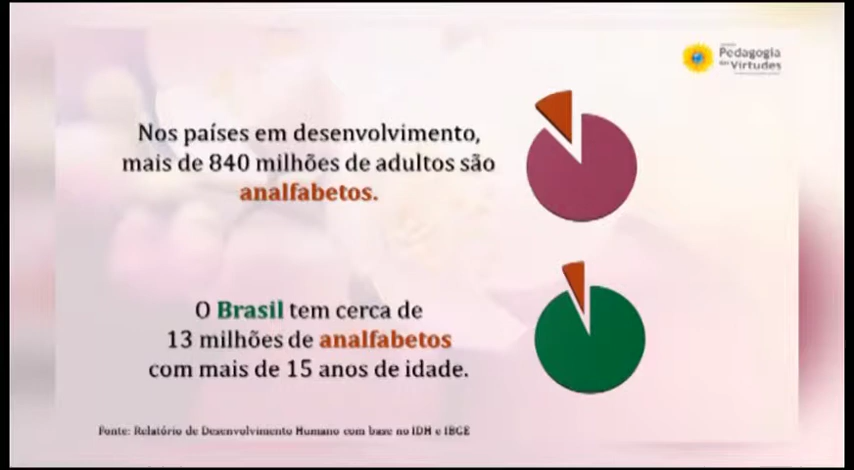 Pedagogia
das Virtudes
Nos países em desenvolvimento,
mais de 840 milhões de adultos são
analfabetos.
O Brasil tem cerca de
13 milhões de analfabetos
com mais de 15 anos de idade.
Fonte: Relatório de Desenvolvimento Humano com base no IDH e IBGE